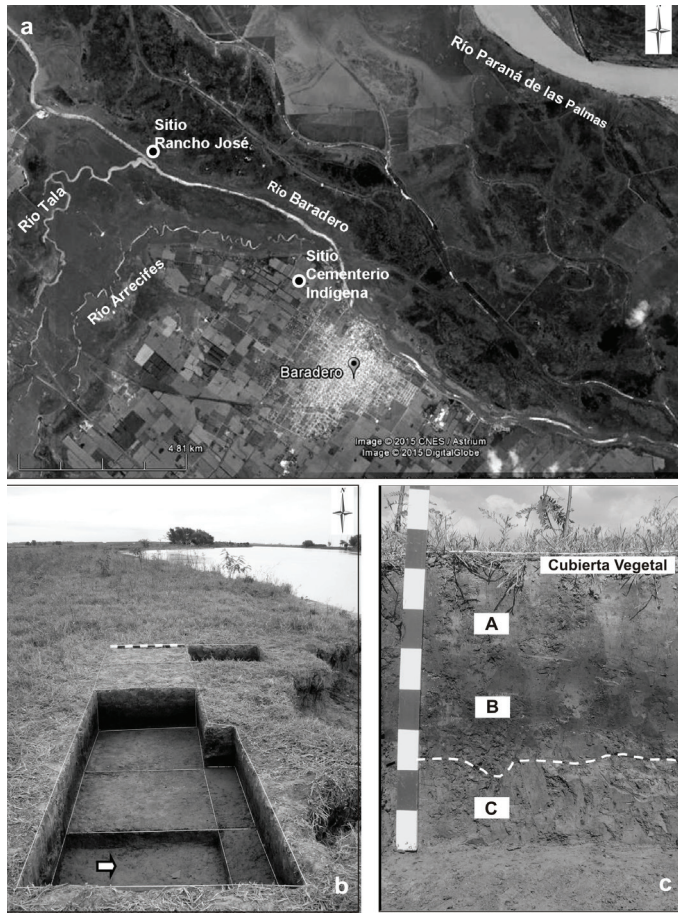 a
N
Río Paraná de las Palmas
Sitio
Rancho José
Río Baradero
Río Tala
Sitio
Cementerio
Indígena
Río Arrecifes
Baradero
4.81 km
Image © 2015 CNES / Astrium
Image © 2015 DigitalGlobe
N
b
Cubierta Vegetal
A
B
C
c